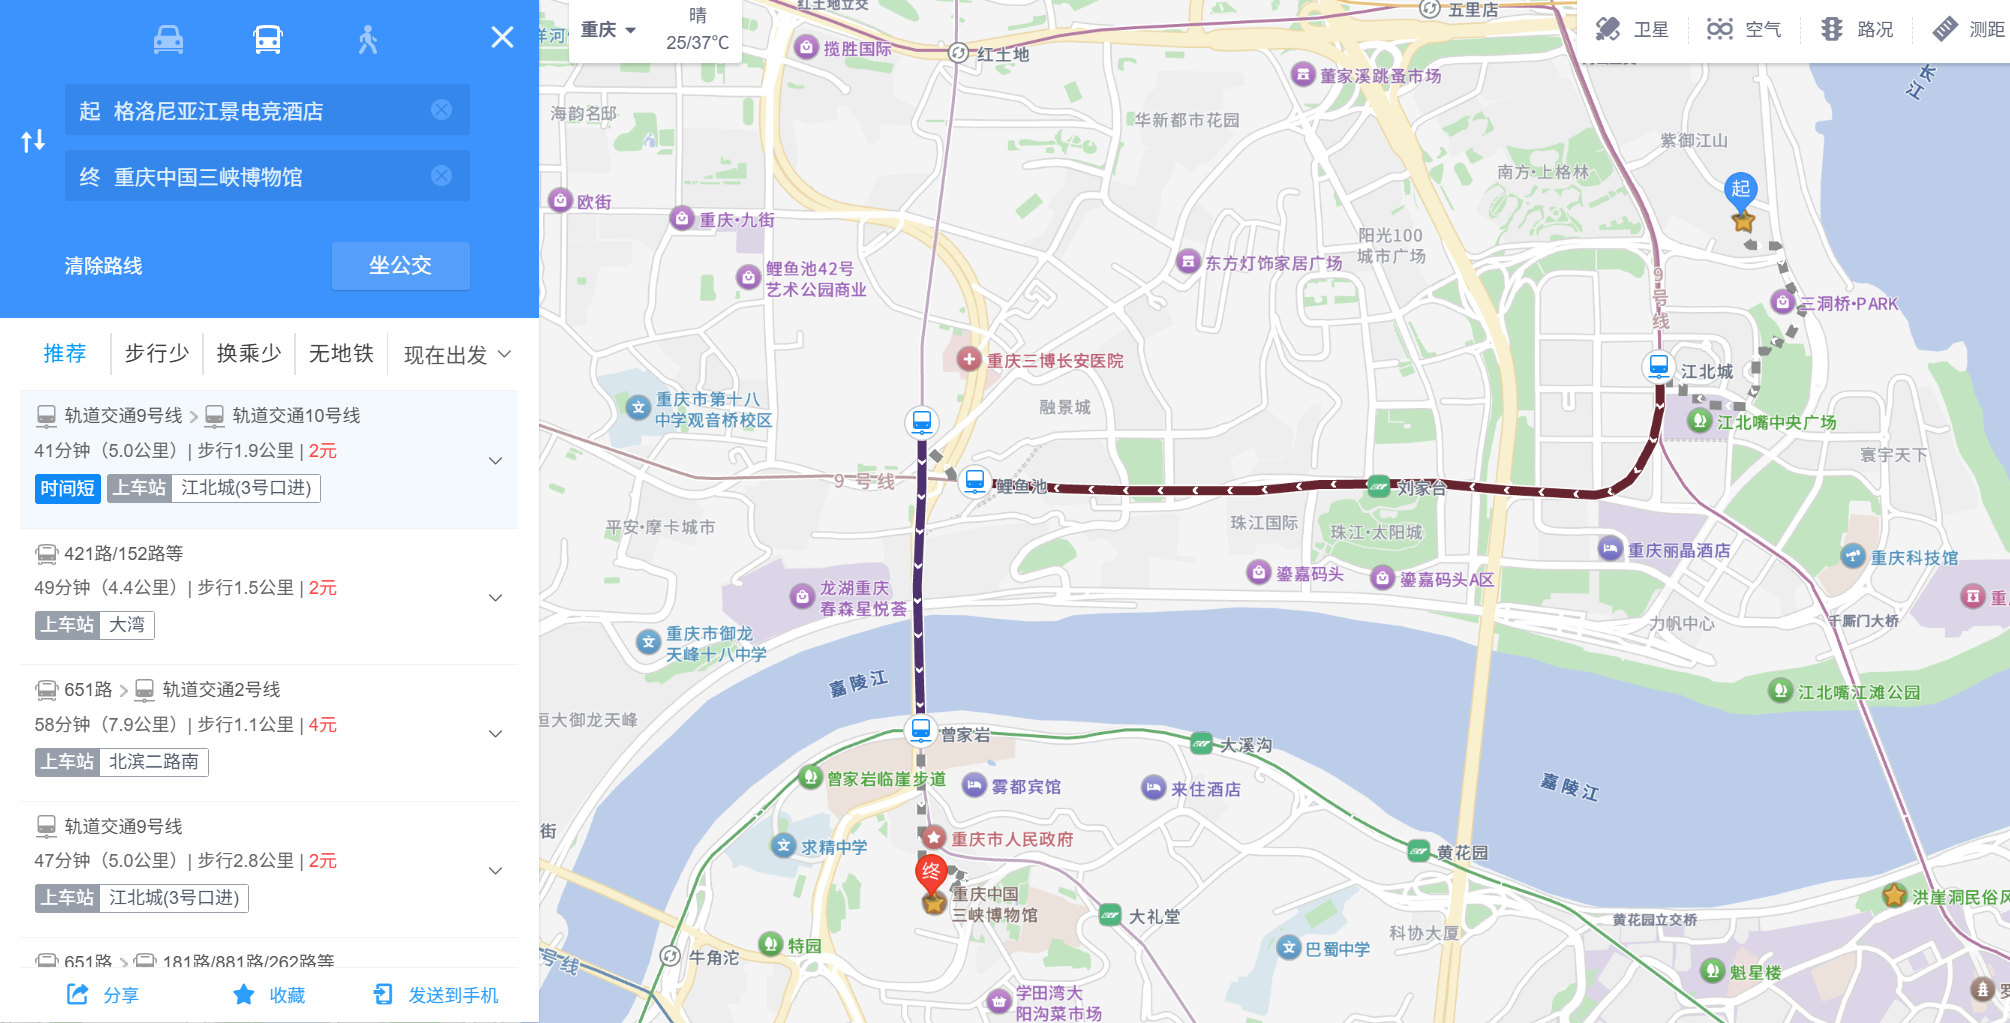 起 格洛尼亚江景电竞酒店
终 重庆中国三峡博物馆
清除路线
坐公交
推荐
步行少
换乘少
无地铁
现在出发
轨道交通9号线 > 轨道交通10号线
41分钟（5.0公里）| 步行1.9公里 | 2元
时间短
上车站 江北城(3号口进)
421路/152路等
49分钟（4.4公里）| 步行1.5公里 | 2元
上车站 大湾
651路 > 轨道交通2号线
58分钟（7.9公里）| 步行1.1公里 | 4元
上车站 北滨二路南
轨道交通9号线
47分钟（5.0公里）| 步行2.8公里 | 2元
上车站 江北城(3号口进)
651路 > 181路/881路/262路等
分享
收藏
发送到手机
重庆
晴
25/37℃
卫星
空气
路况
测距
红土地立交
五里店
洋河
揽胜国际
红土地
董家溪跳蚤市场
长江
海韵名邸
华新都市花园
紫御江山
南方·上格林
起
欧街
重庆·九街
阳光100
城市广场
东方灯饰家居广场
鲤鱼池42号
艺术公园商业
9号线
三洞桥·PARK
重庆三博长安医院
江北城
重庆市第十八
中学观音桥校区
融景城
江北嘴中央广场
寰宇天下
9号线
鲤鱼池
刘家台
平安·摩卡城市
珠江国际
珠江·太阳城
重庆丽晶酒店
重庆科技馆
鎏嘉码头
鎏嘉码头A区
龙湖重庆
春森星悦荟
重
力帆中心
千厮门大桥
重庆市御龙
天峰十八中学
嘉陵江
江北嘴江滩公园
恒大御龙天峰
曾家岩
大溪沟
曾家岩临崖步道
雾都宾馆
来住酒店
嘉陵江
街
求精中学
重庆市人民政府
黄花园
终
重庆中国
三峡博物馆
洪崖洞民俗风
大礼堂
黄花园立交桥
科协大厦
特园
巴蜀中学
牛角沱
号线
魁星楼
学田湾大
阳沟菜市场
罗